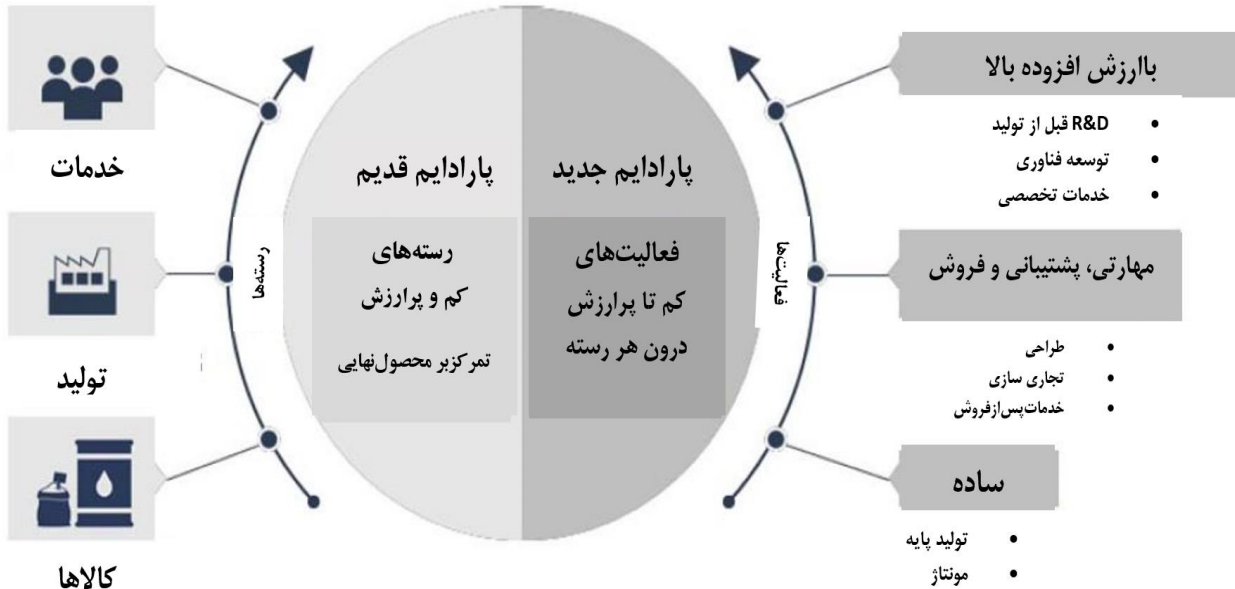 باارزش افزوده بالا
• R&D قبل از تولید
• توسعه فناوری
• خدمات تخصصی
مهارتی، پشتیبانی و فروش
• طراحی
• تجاری سازی
• خدمات‌پس‌ازفروش
ساده
• تولید پایه
• مونتاژ
فعالیت‌ها
پارادایم جدید
فعالیت‌های
کم تا پرارزش
درون هر رسته
پارادایم قدیم
رسته‌های
کم و پرارزش
تمرکزبر محصول‌نهایی
رسته‌ها
خدمات
تولید
کالاها